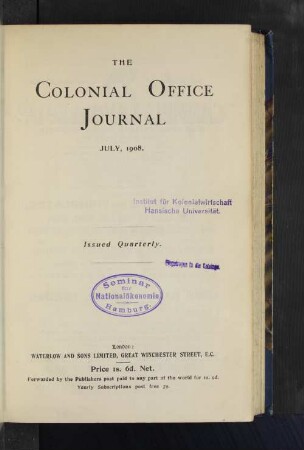 THE
COLONIAL OFFICE
JOURNAL
JULY, 1908.
Institut für Kolonialwirtschaft
Hansische Universität.
Issued Quarterly.
Seminar
für
Nationalökonomie
Hamburg.
London:
WATERLOW AND SONS LIMITED, GREAT WINCHESTER STREET, E.C.
Price 1s. 6d. Net.
Forwarded by the Publishers post paid to any part of the world for 1s. 9d.
Yearly Subscriptions post free 7s.